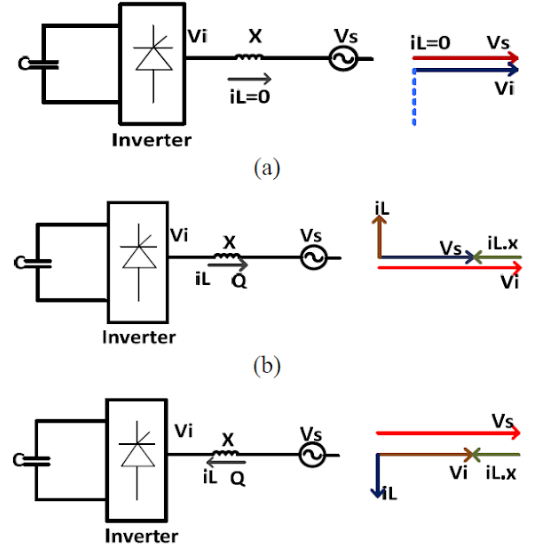 Vi X Vs
iL=0 Vs
C
iL=0
Vi
Inverter
(a)
iL
Vi X Vs Vs iL.x
C
iL Q Vi
Inverter
(b)
Vi X Vs Vs
C
iL Q iL Vi iL.x
Inverter